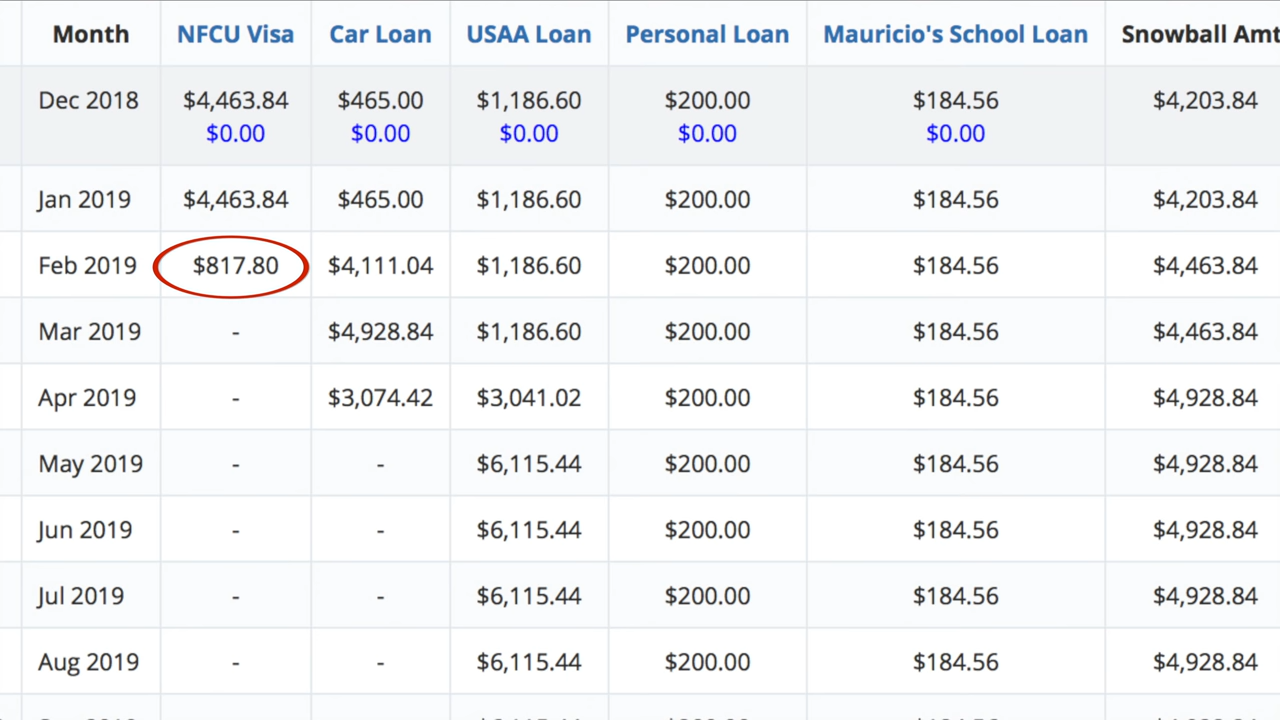 Month NFCU Visa Car Loan USAA Loan Personal Loan Mauricio's School Loan Snowball Amt
Dec 2018 $4,463.84 $465.00 $1,186.60 $200.00 $184.56 $4,203.84
$0.00 $0.00 $0.00 $0.00 $0.00
Jan 2019 $4,463.84 $465.00 $1,186.60 $200.00 $184.56 $4,203.84
Feb 2019 $817.80 $4,111.04 $1,186.60 $200.00 $184.56 $4,463.84
Mar 2019 - $4,928.84 $1,186.60 $200.00 $184.56 $4,463.84
Apr 2019 - $3,074.42 $3,041.02 $200.00 $184.56 $4,928.84
May 2019 - - $6,115.44 $200.00 $184.56 $4,928.84
Jun 2019 - - $6,115.44 $200.00 $184.56 $4,928.84
Jul 2019 - - $6,115.44 $200.00 $184.56 $4,928.84
Aug 2019 - - $6,115.44 $200.00 $184.56 $4,928.84